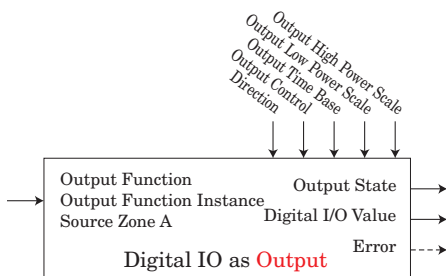 Output High Power Scale
Output Low Power Scale
Output Time Base
Output Control
Direction
Output Function
Output Function Instance
Source Zone A
Output State
Digital I/O Value
Error
Digital IO as Output